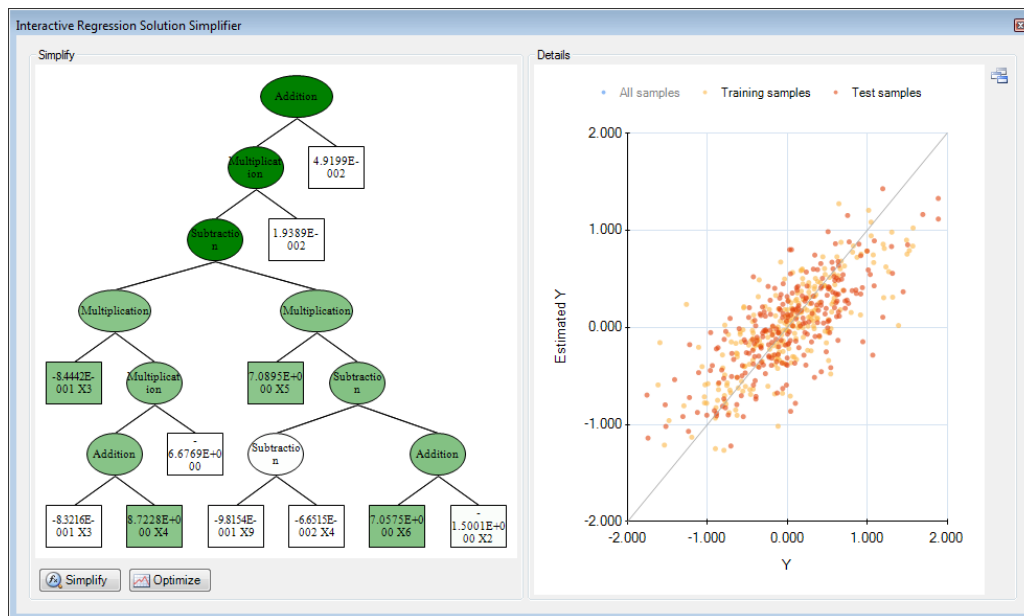 Interactive Regression Solution Simplifier
Simplify
Addition
Multiplicat
ion
4.9199E-
002
Subtractio
n
1.9389E-
002
Multiplication
Multiplication
-8.4442E-
001 X3
Multiplicat
ion
7.0895E+0
00 X5
Subtractio
n
Addition
-
6.6769E+0
00
Subtractio
n
Addition
-8.3216E-
001 X3
8.7228E+0
00 X4
-9.8154E-
001 X9
-6.6515E-
002 X4
7.0575E+0
00 X6
-
1.5001E+0
00 X2
Simplify
Optimize
Details
All samples
Training samples
Test samples
2.000
1.000
0.000
-1.000
-2.000
Estimated Y
-2.000
-1.000
0.000
1.000
2.000
Y